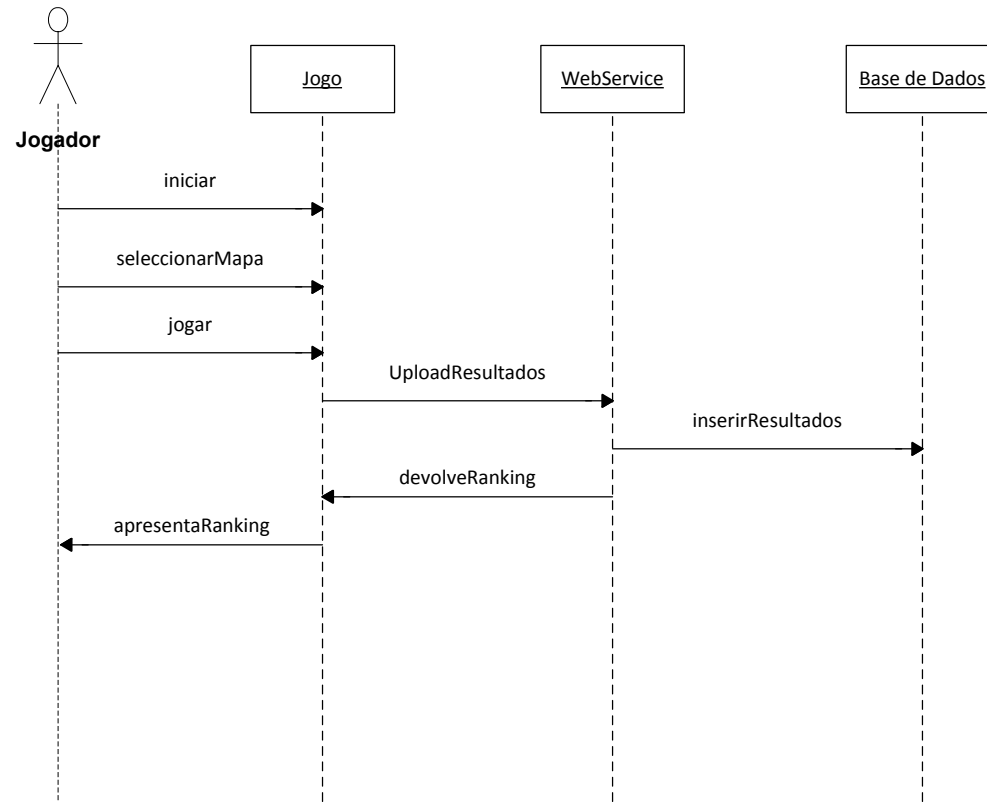 Jogo
WebService
Base de Dados
Jogador
iniciar
seleccionarMapa
jogar
UploadResultados
inserirResultados
devolveRanking
apresentaRanking